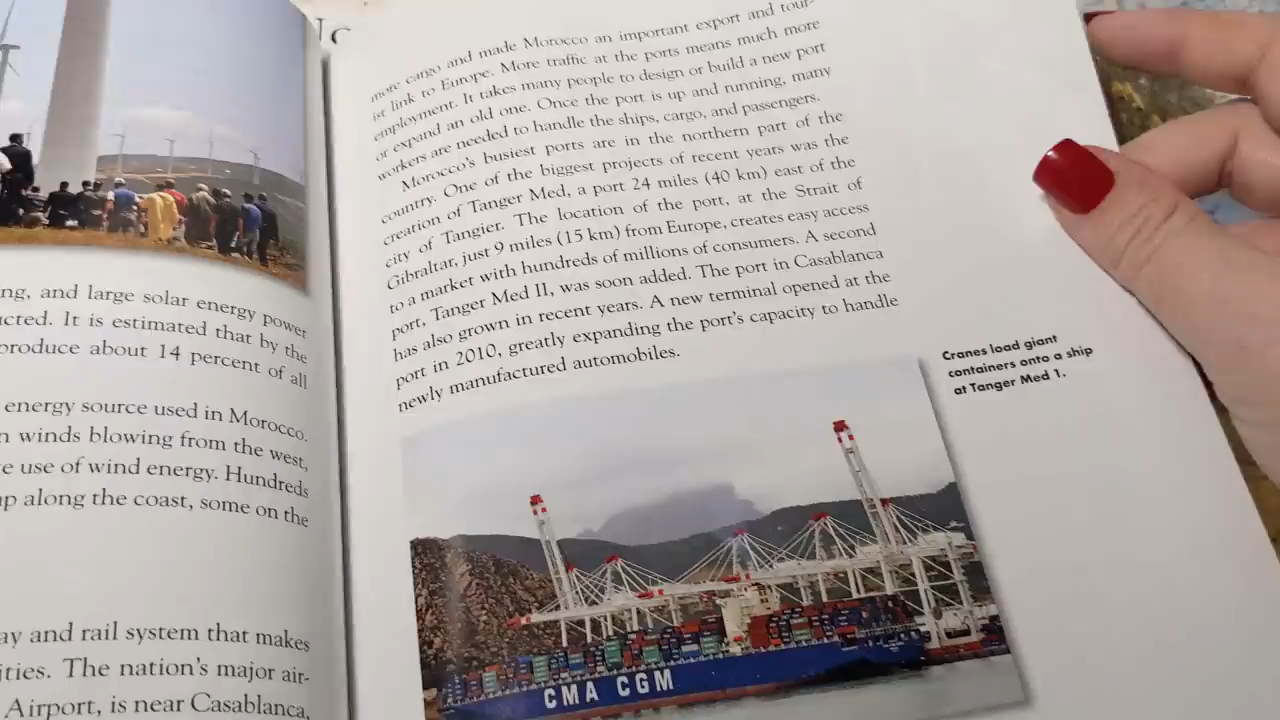 ng, and large solar energy power
ucted. It is estimated that by the
produce about 14 percent of all
energy source used in Morocco.
n winds blowing from the west,
e use of wind energy. Hundreds
up along the coast, some on the
ay and rail system that makes
ities. The nation's major air-
Airport, is near Casablanca,
more cargo and made Morocco an important export and tour-
ist link to Europe. More traffic at the ports means much more
employment. It takes many people to design or build a new port
or expand an old one. Once the port is up and running, many
workers are needed to handle the ships, cargo, and passengers.
Morocco's busiest ports are in the northern part of the
country. One of the biggest projects of recent years was the
creation of Tanger Med, a port 24 miles (40 km) east of the
city of Tangier. The location of the port, at the Strait of
Gibraltar, just 9 miles (15 km) from Europe, creates easy access
to a market with hundreds of millions of consumers. A second
port, Tanger Med II, was soon added. The port in Casablanca
has also grown in recent years. A new terminal opened at the
port in 2010, greatly expanding the port's capacity to handle
newly manufactured automobiles.
Cranes load giant
containers onto a ship
at Tanger Med 1.
CMA CGM